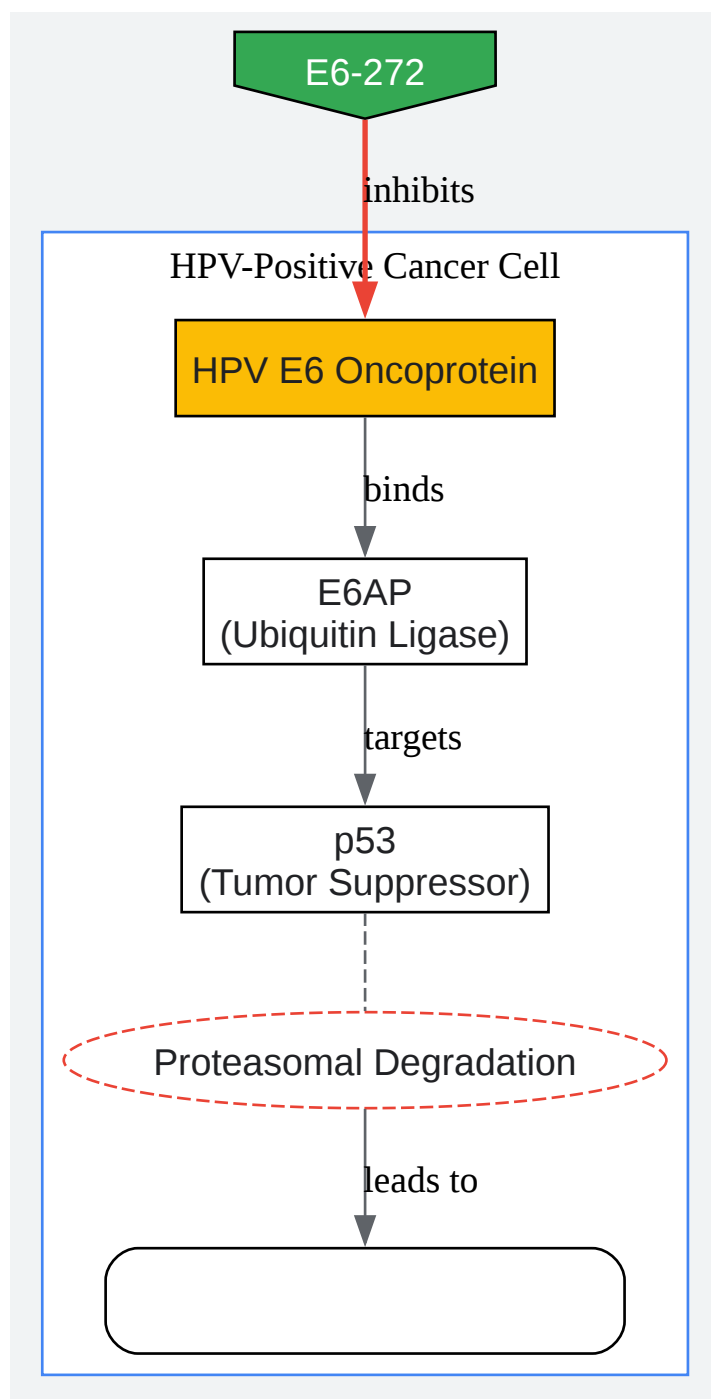 E6-272
inhibits
HPV-Positive Cancer Cell
HPV E6 Oncoprotein
binds
E6AP
(Ubiquitin Ligase)
targets
p53
(Tumor Suppressor)
Proteasomal Degradation
leads to